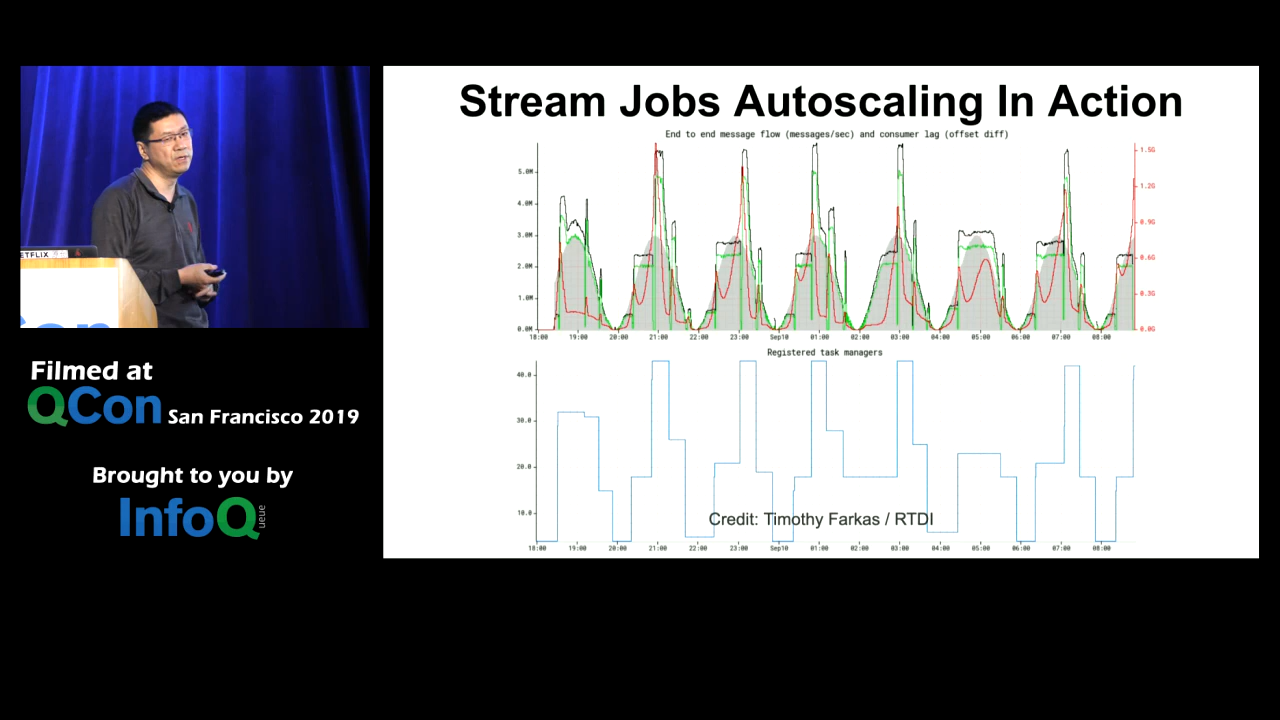 Stream Jobs Autoscaling In Action
End to end message flow (messages/sec) and consumer lag (offset diff)
5.0M
4.0M
3.0M
2.0M
1.0M
0.0M
1.5G
1.2G
0.9G
0.6G
0.3G
0.0G
18:00 19:00 20:00 21:00 22:00 23:00 Sep10 01:00 02:00 03:00 04:00 05:00 06:00 07:00 08:00
Registered task managers
40.0
30.0
20.0
10.0
18:00 19:00 20:00 21:00 22:00 23:00 Sep10 01:00 02:00 03:00 04:00 05:00 06:00 07:00 08:00
Credit: Timothy Farkas / RTDI
ETFLIX
Con
Filmed at
QCon San Francisco 2019
Brought to you by
InfoQ
queue